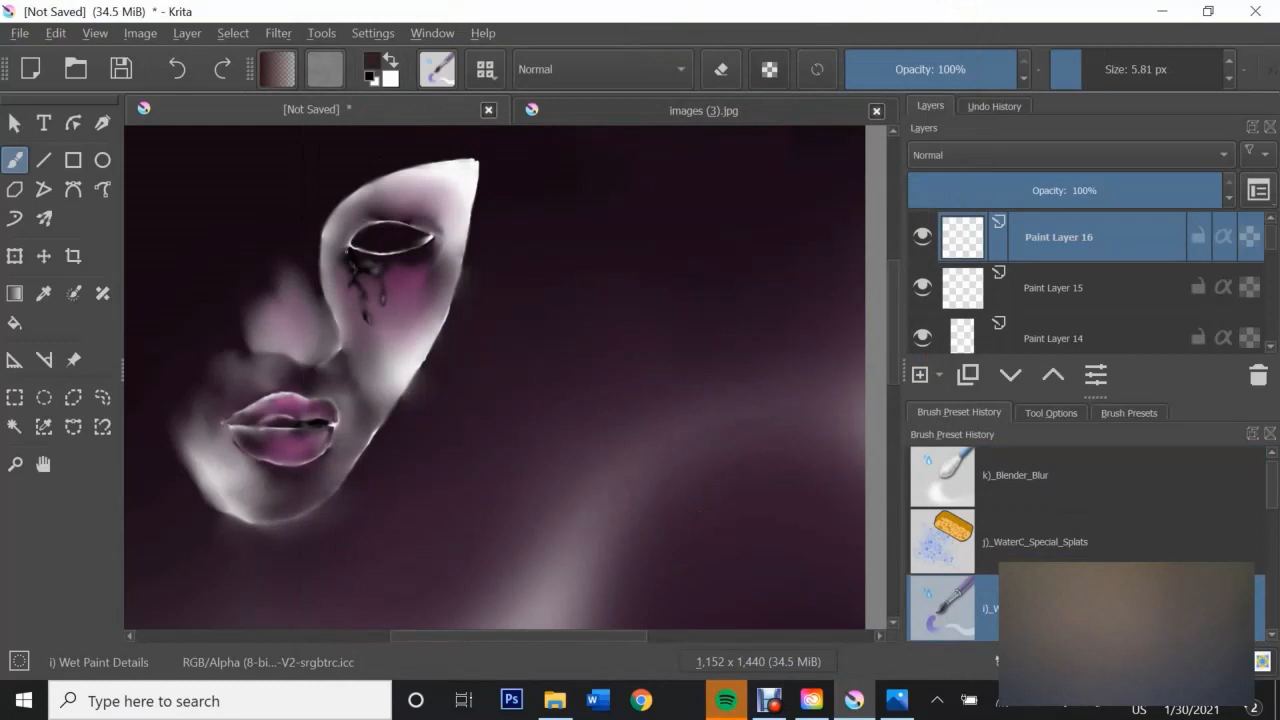 [Not Saved] (34.5 MiB) * - Krita
File Edit View Image Layer Select Filter Tools Settings Window Help
Normal
Opacity: 100%
Size: 5.81 px
[Not Saved] *
images (3).jpg
Layers
Undo History
Layers
Normal
Opacity: 100%
Paint Layer 16
Paint Layer 15
Paint Layer 14
Brush Preset History
Tool Options
Brush Presets
Brush Preset History
k)_Blender_Blur
j)_WaterC_Special_Splats
i) Wet Paint Details
RGB/Alpha (8-bi...-V2-srgbtrc.icc
1,152 x 1,440 (34.5 MiB)
Type here to search
Ps
US
1/30/2021
2